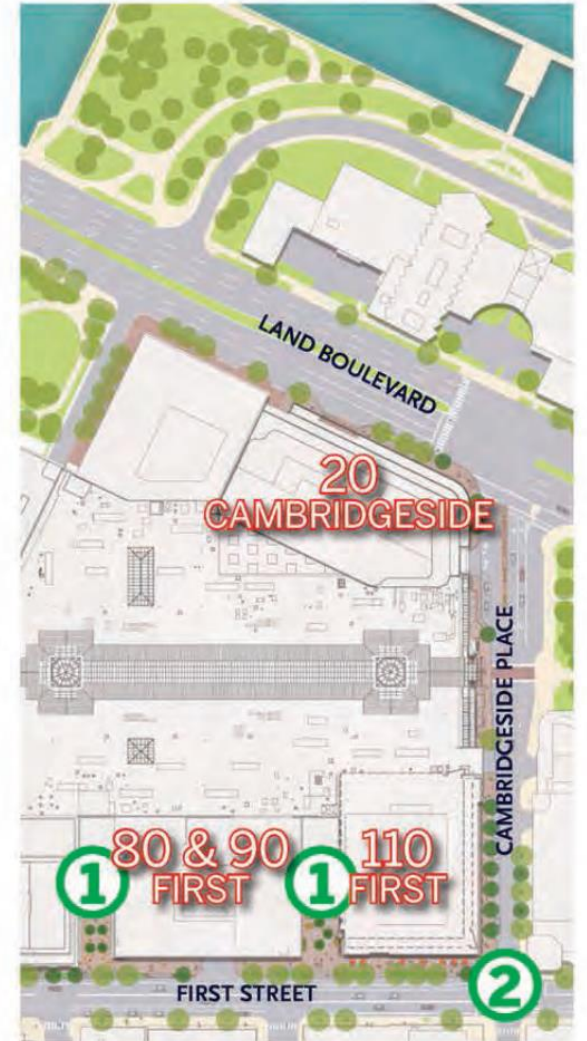 LAND BOULEVARD
20
CAMBRIDGESIDE
CAMBRIDGESIDE PLACE
80 & 90
FIRST
110
FIRST
1
1
2
FIRST STREET